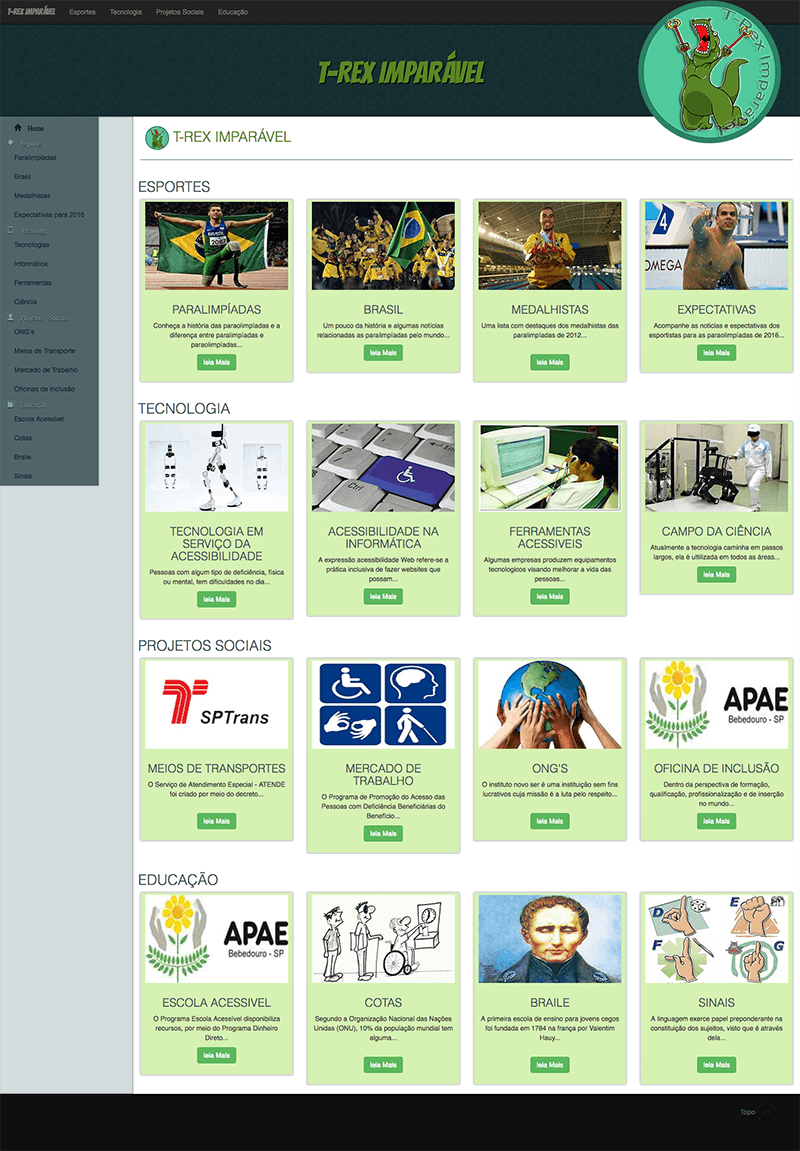 T-REX IMPARÁVEL Esportes Tecnologia Projetos Sociais Educação
T-REX IMPARÁVEL
T-Rex Imparável
Home
Esportes
Paralimpíadas
Brasil
Medalhistas
Expectativas para 2016
Tecnologia
Tecnologias
Informática
Ferramentas
Ciência
Projetos Sociais
ONG's
Meios de Transporte
Mercado de Trabalho
Oficinas de Inclusão
Educação
Escola Acessivel
Cotas
Braile
Sinais
T-REX IMPARÁVEL
ESPORTES
BRASIL
4
OMEGA
PARALIMPÍADAS
Conheça a história das paraolimpíadas e a
diferença entre paralimpíadas e
paraolimpíadas...
leia Mais
BRASIL
Um pouco da história e algumas notícias
relacionadas as paralimpíadas pelo mundo...
leia Mais
MEDALHISTAS
Uma lista com destaques dos medalhistas das
paralimpíadas de 2012...
leia Mais
EXPECTATIVAS
Acompanhe as noticias e espectativas dos
esportistas para as paraolimpíadas de 2016...
leia Mais
TECNOLOGIA
Ctrl
TECNOLOGIA EM
SERVIÇO DA
ACESSIBILIDADE
Pessoas com algum tipo de deficiência, física
ou mental, tem dificuldades no dia...
leia Mais
ACESSIBILIDADE NA
INFORMÁTICA
A expressão acessibilidade Web refere-se a
prática inclusiva de fazer websites que
possam...
leia Mais
FERRAMENTAS
ACESSIVEIS
Algumas empresas produzem equipamentos
tecnologicos visando melhorar a vida das
pessoas...
leia Mais
CAMPO DA CIÊNCIA
Atualmente a tecnologia caminha em passos
largos, ela é utilizada em todos as áreas...
leia Mais
PROJETOS SOCIAIS
SPTrans
APAE
Bebedouro - SP
MEIOS DE TRANSPORTES
O Serviço de Atendimento Especial - ATENDE
foi criado por meio do decreto...
leia Mais
MERCADO DE
TRABALHO
O Programa de Promoção do Acesso das
Pessoas com Deficiência Beneficiárias do
Benefício...
leia Mais
ONG'S
O instituto novo ser é uma instituição sem fins
lucrativos cuja missão é a luta pelo respeito...
leia Mais
OFICINA DE INCLUSÃO
Dentro da perspectiva de formação,
qualificação, profissionalização e de inserção
no mundo...
leia Mais
EDUCAÇÃO
APAE
Bebedouro - SP
D E
F G
ESCOLA ACESSIVEL
O Programa Escola Acessível disponibiliza
recursos, por meio do Programa Dinheiro
Direto...
leia Mais
COTAS
Segundo a Organização Nacional das Nações
Unidas (ONU), 10% da população mundial tem
alguma...
leia Mais
BRAILE
A primeira escola de ensino para jovens cegos
foi fundada em 1784 na frança por Valentim
Hauy...
leia Mais
SINAIS
A linguagem exerce papel preponderante na
constituição dos sujeitos, visto que é através
dela...
leia Mais
Topo